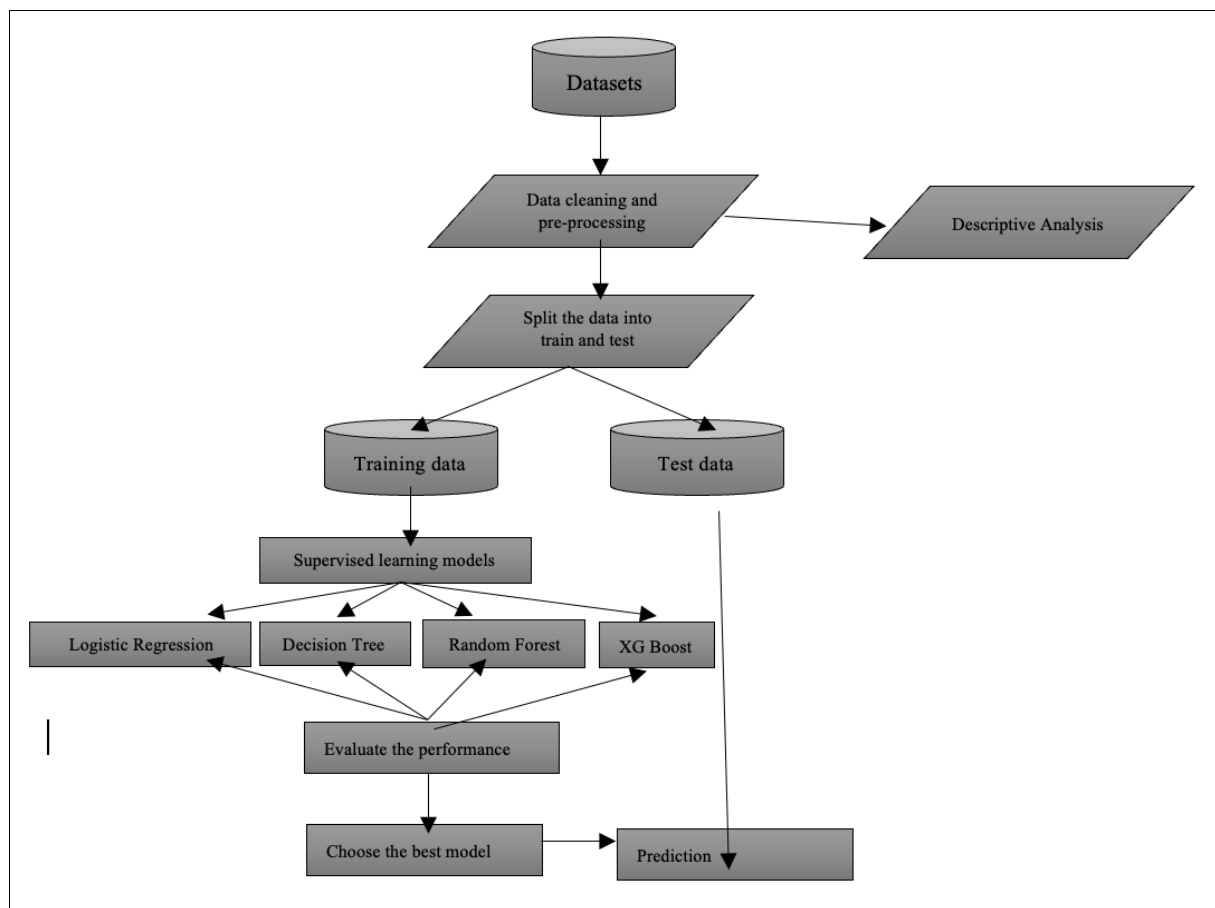 Datasets
Data cleaning and
pre-processing
Descriptive Analysis
Split the data into
train and test
Training data
Test data
Supervised learning models
Logistic Regression
Decision Tree
Random Forest
XG Boost
Evaluate the performance
Choose the best model
Prediction